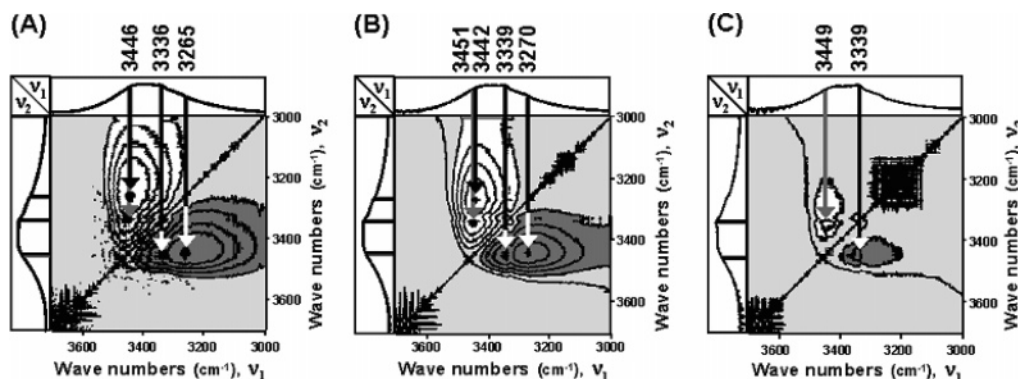 (A)
3446
3336
3265
ν1
ν2
3000
3200
3400
3600
Wave numbers (cm-1), ν2
3600
3400
3200
3000
Wave numbers (cm-1), ν1
(B)
3451
3442
3339
3270
ν1
ν2
3000
3200
3400
3600
Wave numbers (cm-1), ν2
3600
3400
3200
3000
Wave numbers (cm-1), ν1
(C)
3449
3339
ν1
ν2
3000
3200
3400
3600
Wave numbers (cm-1), ν2
3600
3400
3200
3000
Wave numbers (cm-1), ν1